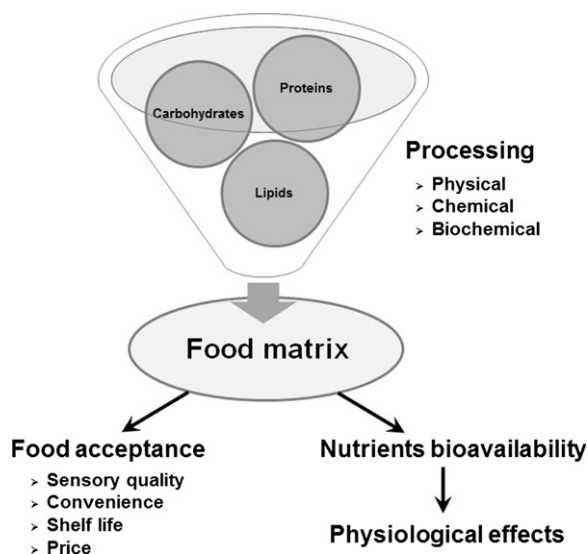 Proteins
Carbohydrates
Lipids
Processing
➢ Physical
➢ Chemical
➢ Biochemical
Food matrix
Food acceptance
➢ Sensory quality
➢ Convenience
➢ Shelf life
➢ Price
Nutrients bioavailability
Physiological effects